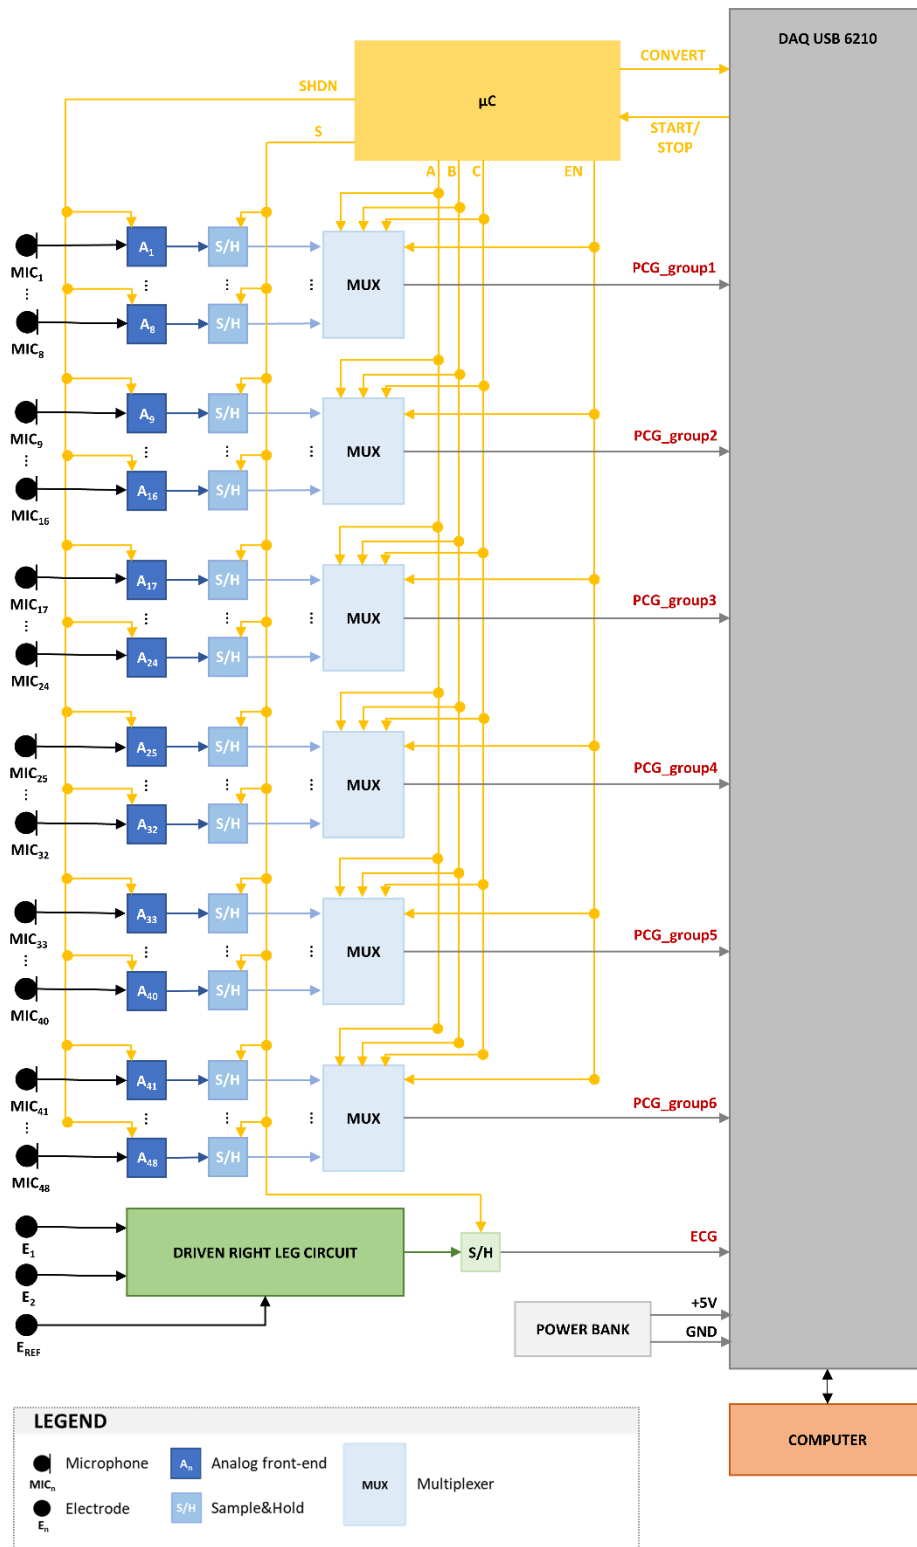 DAQ USB 6210
CONVERT
SHDN
µC
S
START/
STOP
A B C EN
A1 S/H
MIC1
MUX
PCG_group1
A8 S/H
MIC8
A9 S/H
MIC9
MUX
PCG_group2
A16 S/H
MIC16
A17 S/H
MIC17
MUX
PCG_group3
A24 S/H
MIC24
A25 S/H
MIC25
MUX
PCG_group4
A32 S/H
MIC32
A33 S/H
MIC33
MUX
PCG_group5
A40 S/H
MIC40
A41 S/H
MIC41
MUX
PCG_group6
A48 S/H
MIC48
E1
DRIVEN RIGHT LEG CIRCUIT
S/H
ECG
E2
EREF
POWER BANK
+5V
GND
COMPUTER
LEGEND
MICn
Microphone
An
Analog front-end
MUX
Multiplexer
En
Electrode
S/H
Sample&Hold